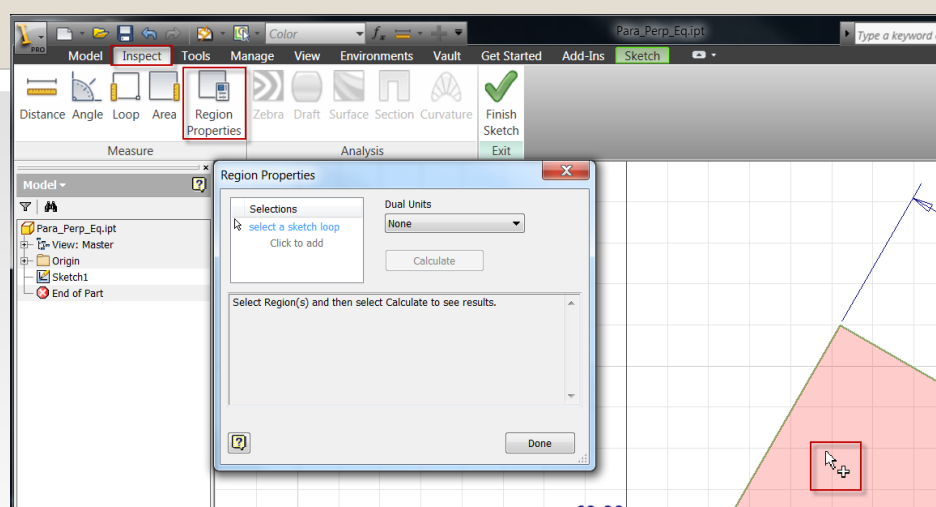 Color
Para_Perp_Eq.ipt
Type a keyword
PRO
Model Inspect Tools Manage View Environments Vault Get Started Add-Ins Sketch
Distance Angle Loop Area Region Properties Zebra Draft Surface Section Curvature Finish Sketch
Measure Analysis Exit
Model
Para_Perp_Eq.ipt
View: Master
Origin
Sketch1
End of Part
Region Properties
Selections
select a sketch loop
Click to add
Dual Units
None
Calculate
Select Region(s) and then select Calculate to see results.
Done